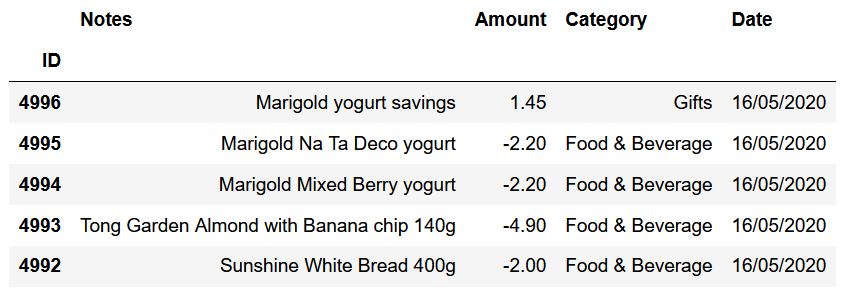 Notes Amount Category Date
ID
4996 Marigold yogurt savings 1.45 Gifts 16/05/2020
4995 Marigold Na Ta Deco yogurt -2.20 Food & Beverage 16/05/2020
4994 Marigold Mixed Berry yogurt -2.20 Food & Beverage 16/05/2020
4993 Tong Garden Almond with Banana chip 140g -4.90 Food & Beverage 16/05/2020
4992 Sunshine White Bread 400g -2.00 Food & Beverage 16/05/2020